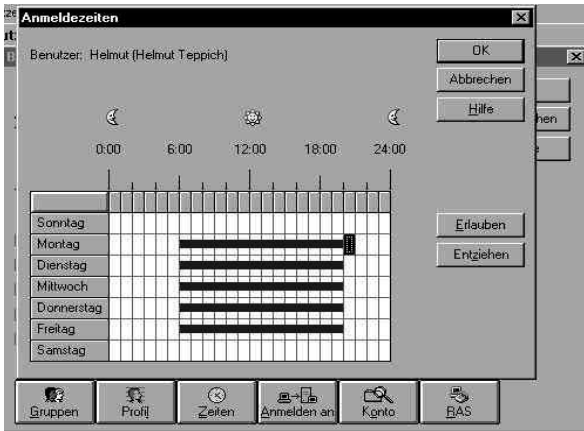 Anmeldezeiten
Benutzer: Helmut (Helmut Teppich)
OK
Abbrechen
Hilfe
hen
0:00 6:00 12:00 18:00 24:00
Sonntag
Montag
Dienstag
Mittwoch
Donnerstag
Freitag
Samstag
Erlauben
Entziehen
Gruppen Profil Zeiten Anmelden an Konto RAS